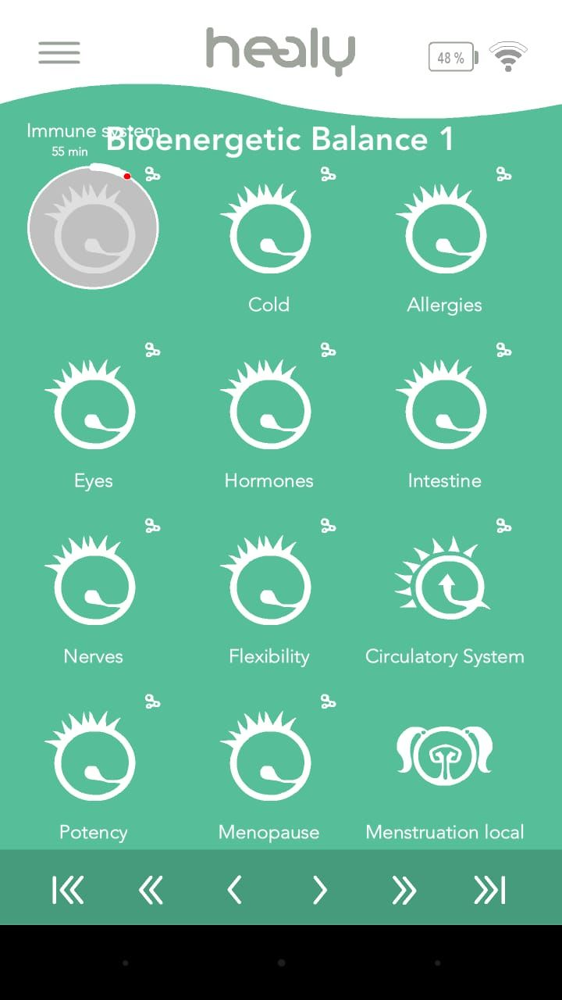 healy
48 %
Immune system
Bioenergetic Balance 1
55 min
Cold
Allergies
Eyes
Hormones
Intestine
Nerves
Flexibility
Circulatory System
Potency
Menopause
Menstruation local